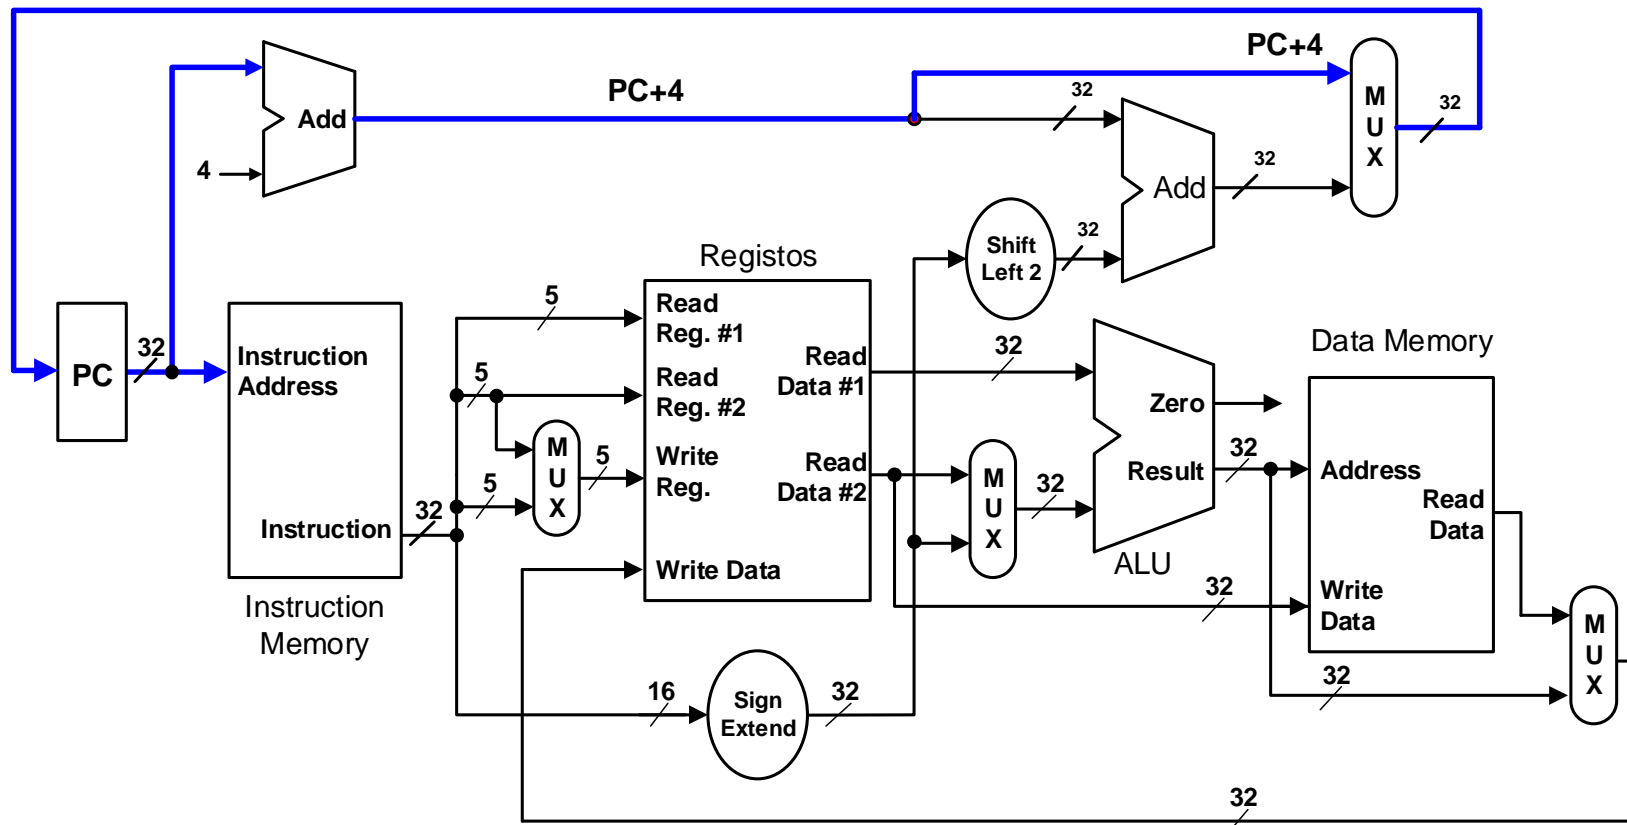 PC+4
PC+4
32
32
32
32
Add
4
Add
M
U
X
Shift
Left 2
Registos
PC
32
Instruction
Address
Instruction
32
Instruction
Memory
5
5
5
5
M
U
X
Read
Reg. #1
Read
Reg. #2
Write
Reg.
Write Data
Read
Data #1
Read
Data #2
16
Sign
Extend
32
32
M
U
X
32
Zero
Result
ALU
32
32
Data Memory
Address
Read
Data
Write
Data
32
M
U
X
32